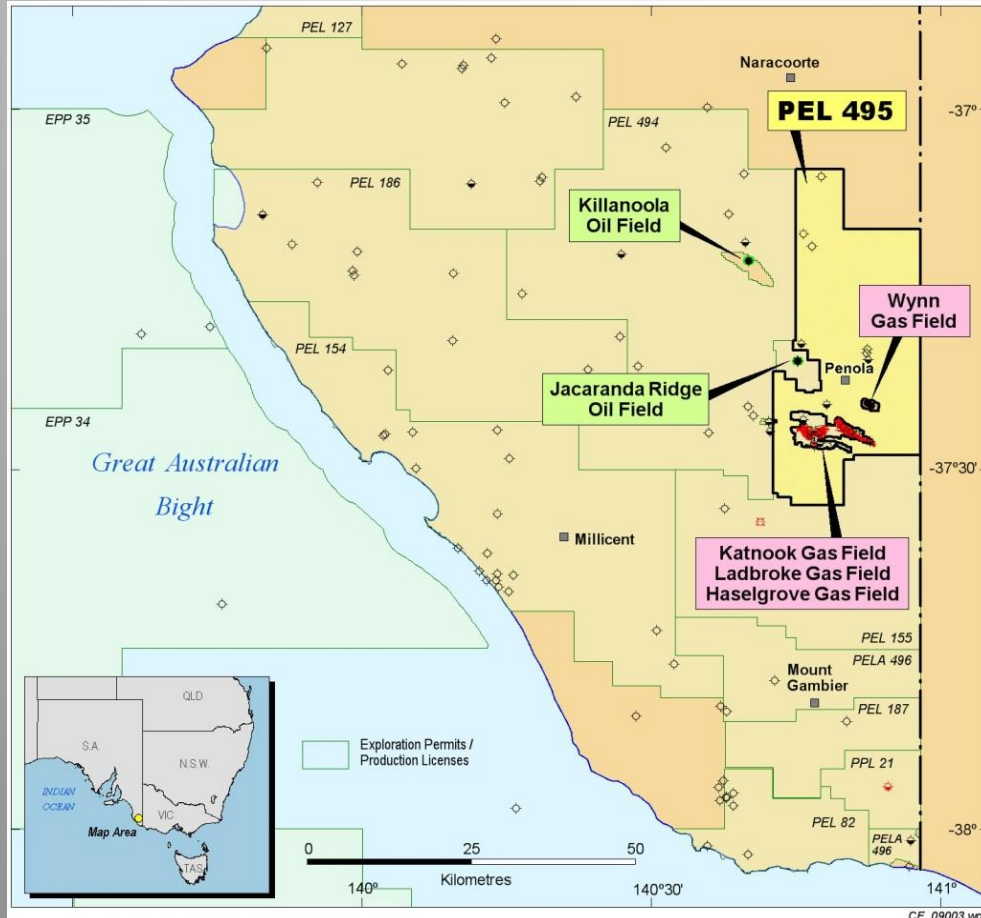 PEL 127
Naracoorte
EPP 35
PEL 494
PEL 495
-37°
PEL 186
Killanoola
Oil Field
Wynn
Gas Field
PEL 154
Jacaranda Ridge
Oil Field
Penola
EPP 34
Great Australian
Bight
-37°30'
Millicent
Katnook Gas Field
Ladbroke Gas Field
Haselgrove Gas Field
PEL 155
PELA 496
Mount
Gambier
PEL 187
QLD
S.A.
N.S.W.
Exploration Permits /
Production Licenses
PPL 21
INDIAN
OCEAN
VIC
Map Area
TAS
PEL 82
-38°
PELA
496
0
25
50
Kilometres
140°
140°30'
141°